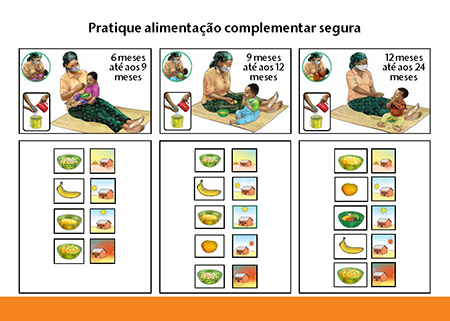 Pratique alimentação complementar segura
6 meses
até aos 9
meses
9 meses
até aos 12
meses
12 meses
até aos 24
meses